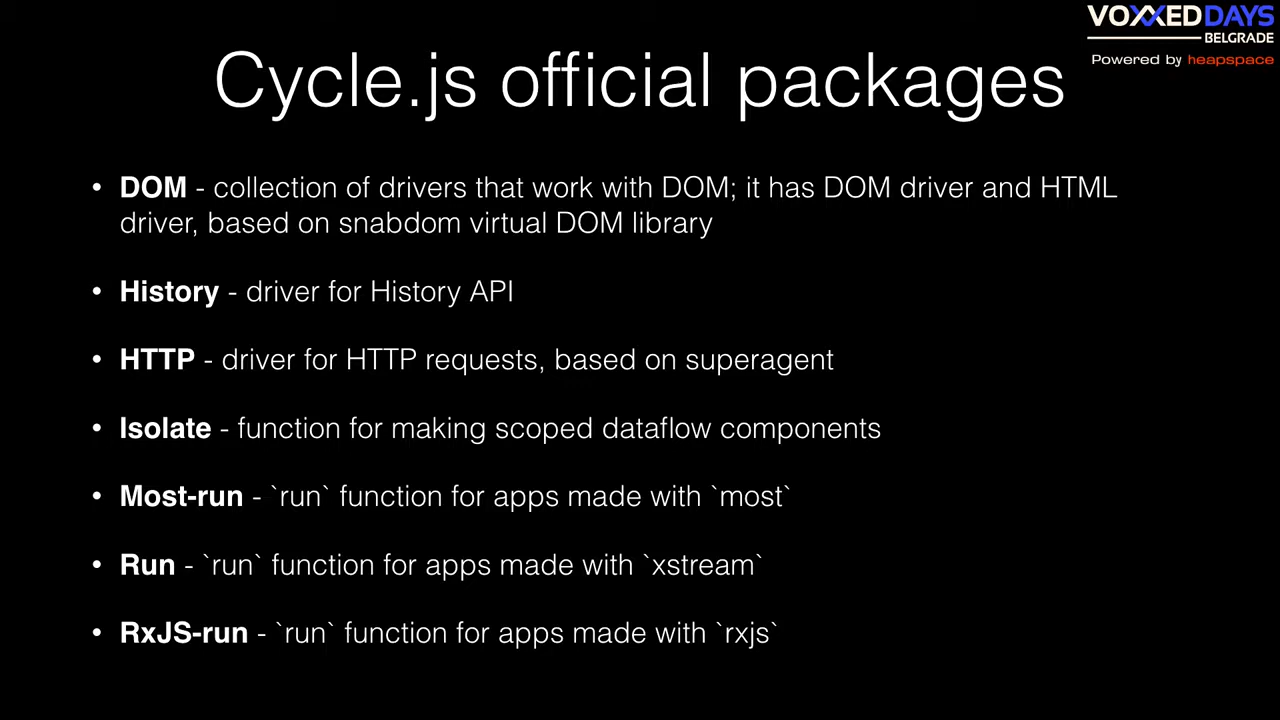 VOXXEDDAYS
BELGRADE
Powered by heapspace
Cycle.js official packages
• DOM - collection of drivers that work with DOM; it has DOM driver and HTML
driver, based on snabdom virtual DOM library
• History - driver for History API
• HTTP - driver for HTTP requests, based on superagent
• Isolate - function for making scoped dataflow components
• Most-run - `run` function for apps made with `most`
• Run - `run` function for apps made with `xstream`
• RxJS-run - `run` function for apps made with `rxjs`